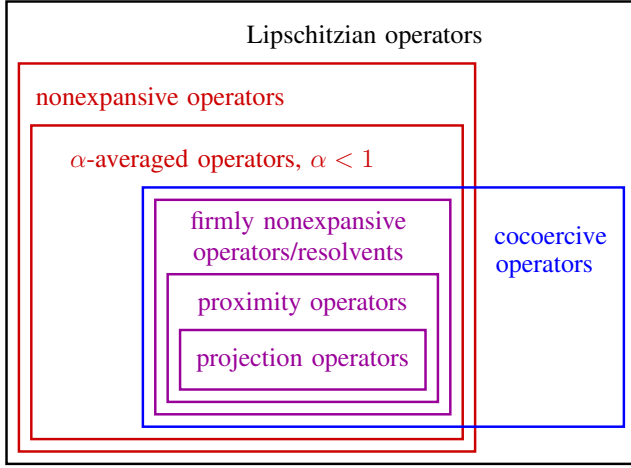 Lipschitzian operators
nonexpansive operators
α-averaged operators, α < 1
firmly nonexpansive
operators/resolvents
cocoercive
operators
proximity operators
projection operators